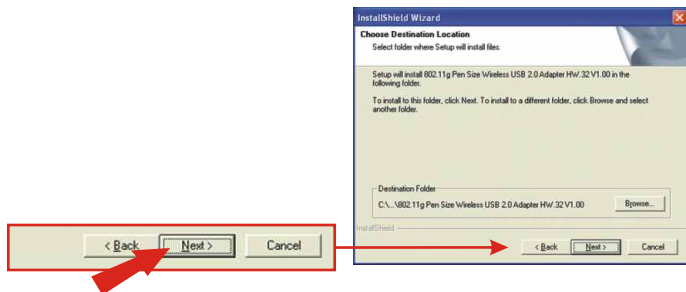 InstallShield Wizard
Choose Destination Location
Select folder where Setup will install files.
Setup will install 802.11g Pen Size Wireless USB 2.0 Adapter HW.32 V1.00 in the
following folder.
To install to this folder, click Next. To install to a different folder, click Browse and select
another folder.
Destination Folder
C:\...\802.11g Pen Size Wireless USB 2.0 Adapter HW.32 V1.00
Browse...
InstallShield
< Back Next > Cancel
< Back Next > Cancel